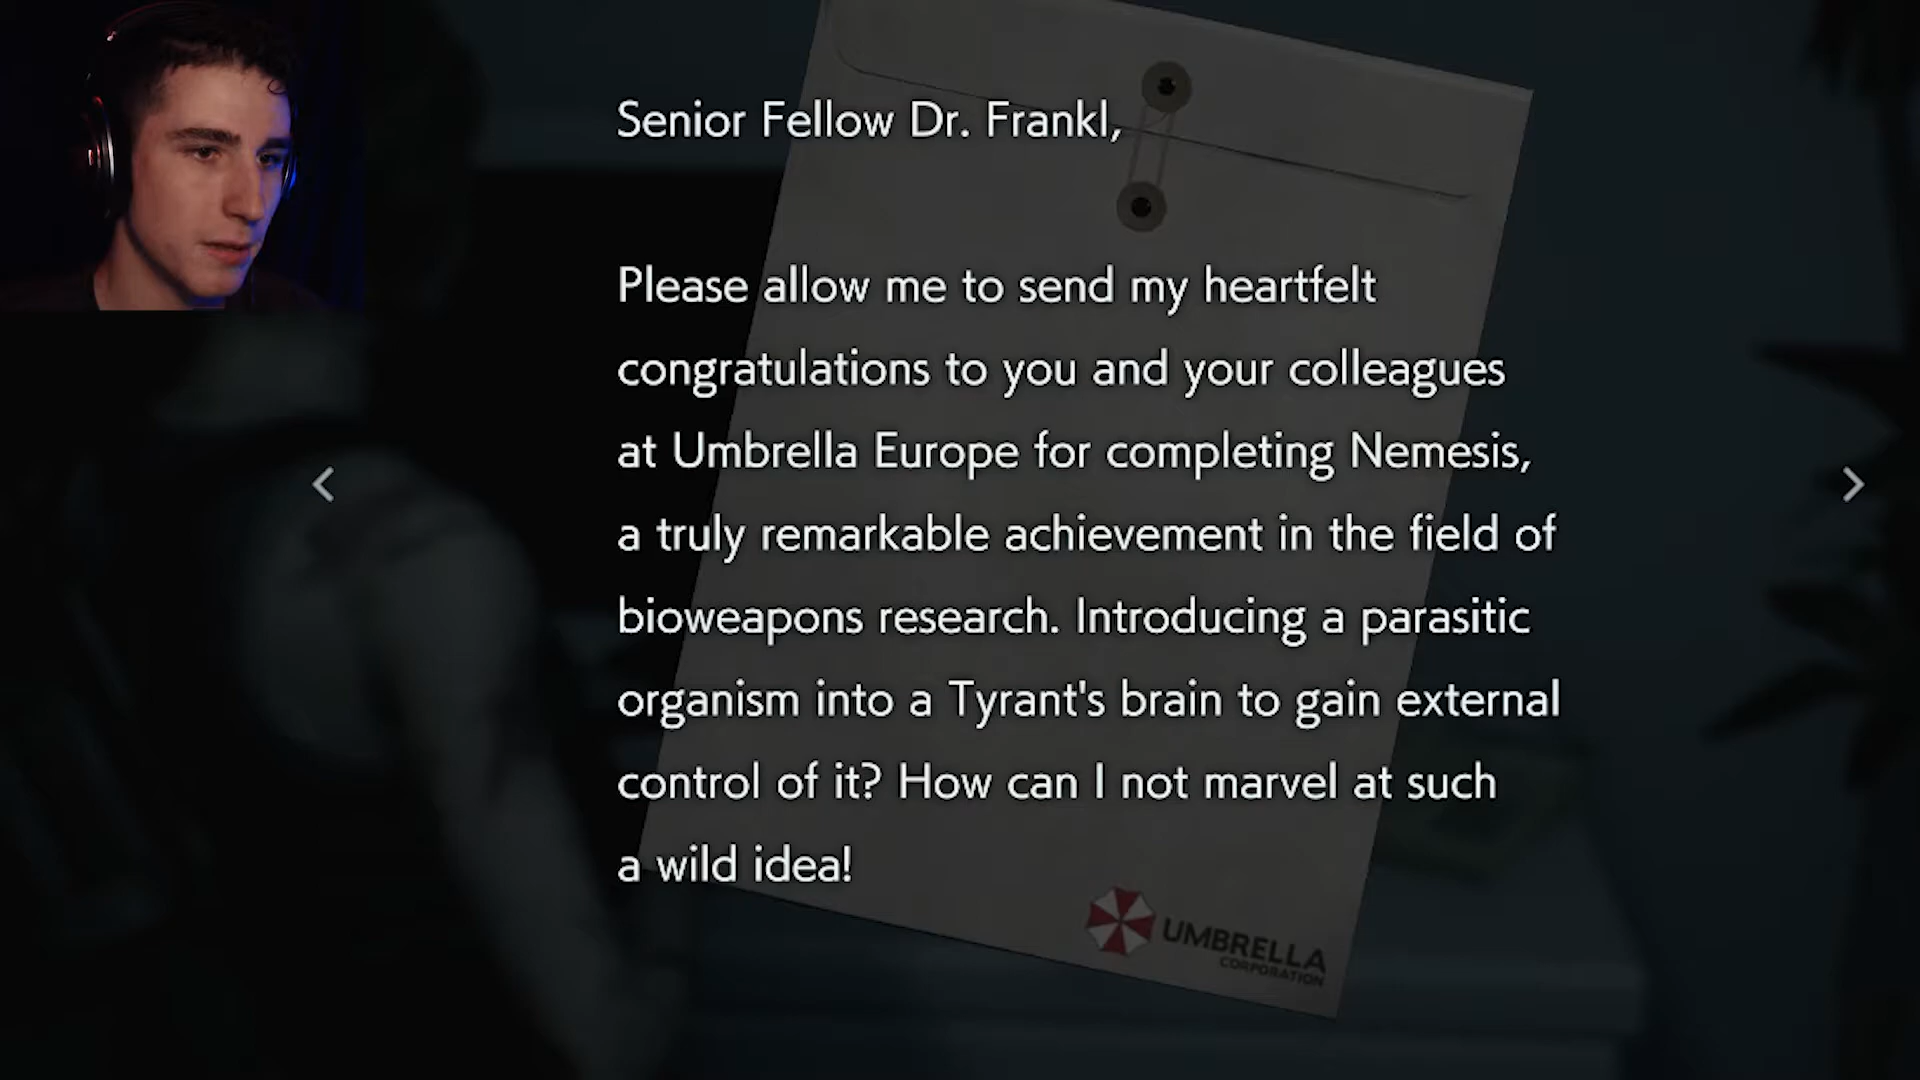 Senior Fellow Dr. Frankl,
Please allow me to send my heartfelt
congratulations to you and your colleagues
at Umbrella Europe for completing Nemesis,
a truly remarkable achievement in the field of
bioweapons research. Introducing a parasitic
organism into a Tyrant's brain to gain external
control of it? How can I not marvel at such
a wild idea!
UMBRELLA
CORPORATION